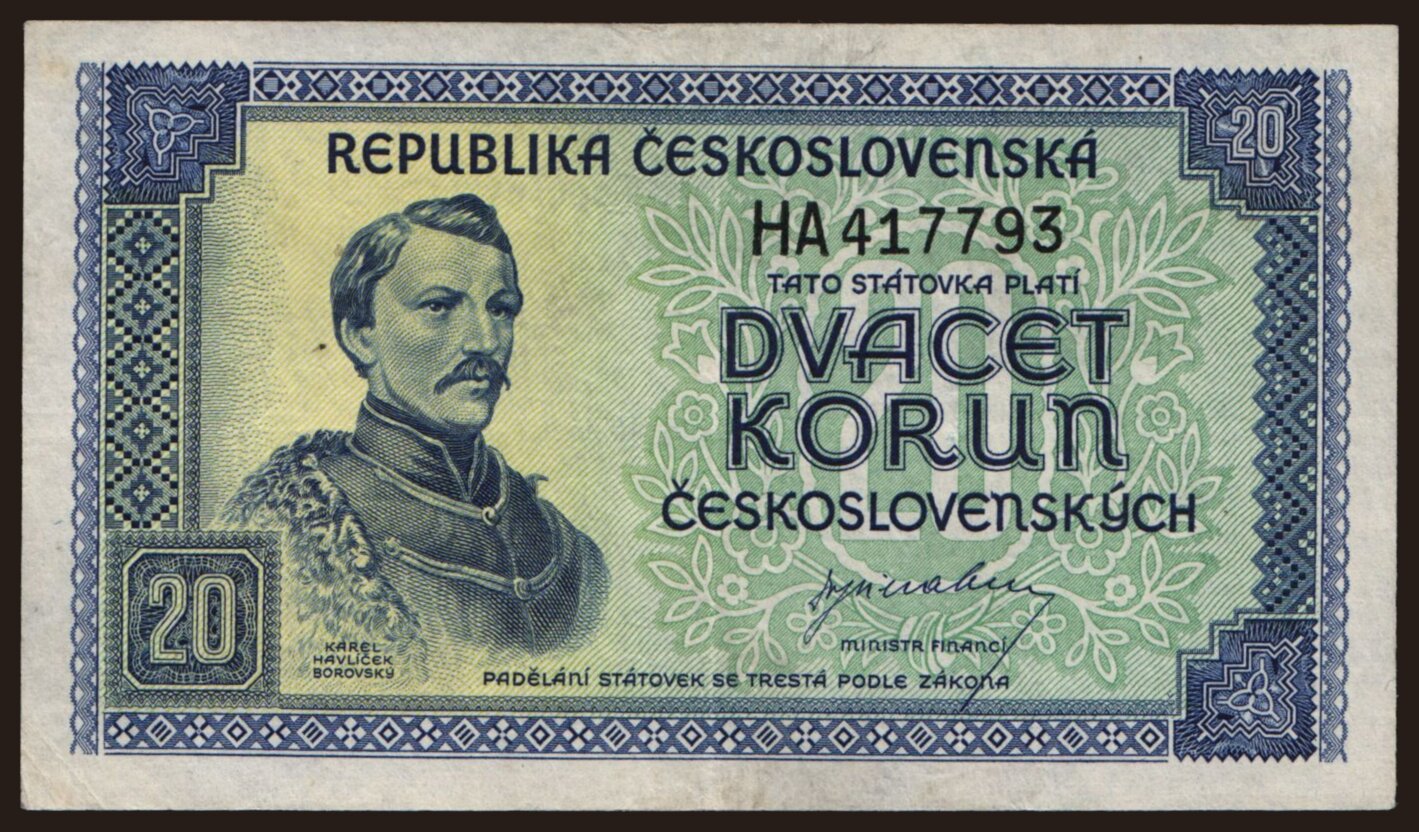 REPUBLIKA ČESKOSLOVENSKÁ
20
HA 417793
TATO STÁTOVKA PLATÍ
DVACET
KORUN
ČESKOSLOVENSKÝCH
20
20
MINISTR FINANCÍ
KAREL
HAVLÍČEK
BOROVSKÝ
PADĚLÁNÍ STÁTOVEK SE TRESTÁ PODLE ZÁKONA